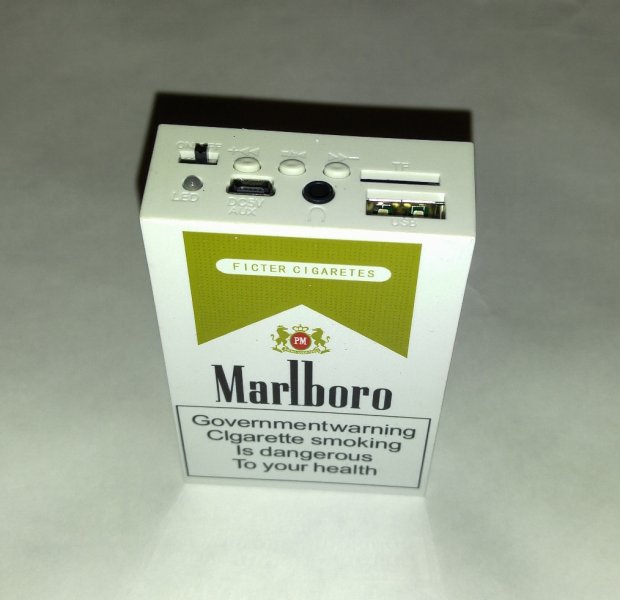 ON OFF
TF
LED
DC5V
AUX
USB
FICTER CIGARETES
PM
Marlboro
Governmentwarning
CIgarette smoking
Is dangerous
To your health